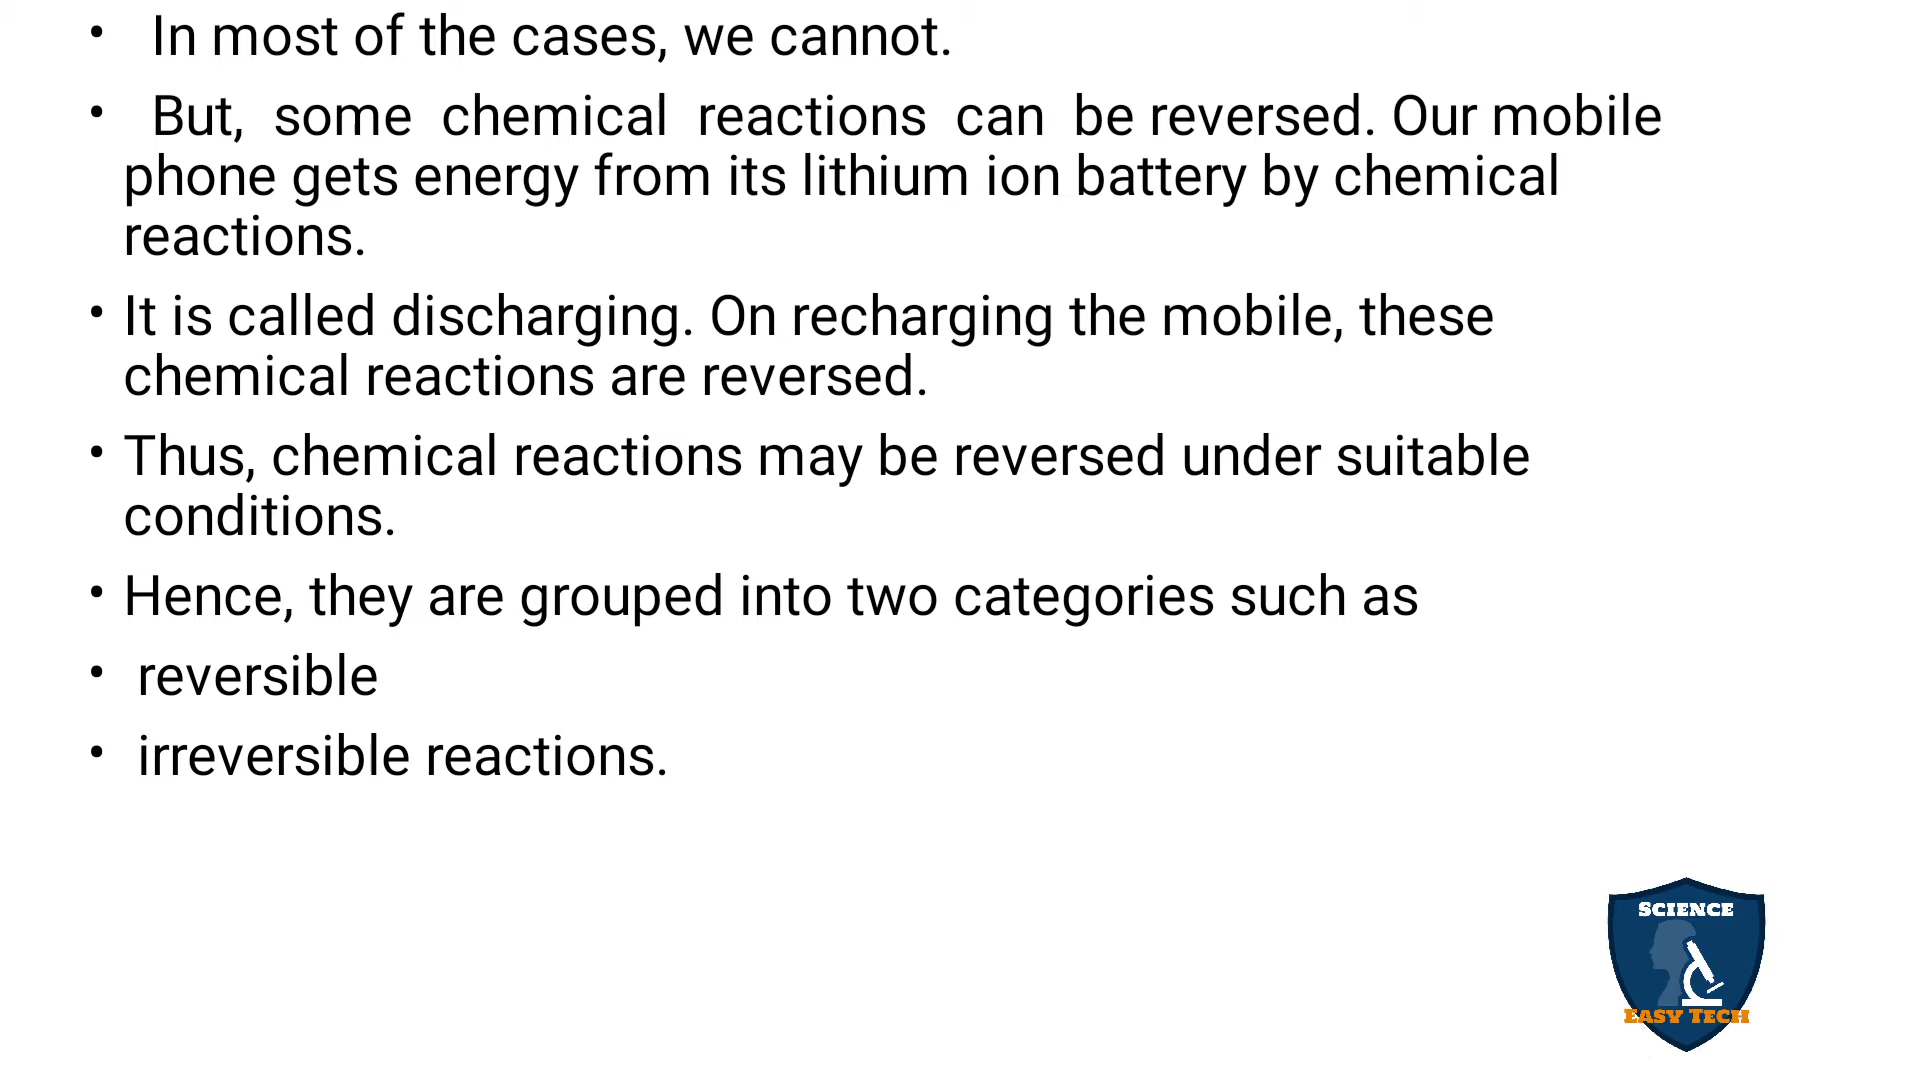 • In most of the cases, we cannot.
• But, some chemical reactions can be reversed. Our mobile
phone gets energy from its lithium ion battery by chemical
reactions.
• It is called discharging. On recharging the mobile, these
chemical reactions are reversed.
• Thus, chemical reactions may be reversed under suitable
conditions.
• Hence, they are grouped into two categories such as
• reversible
• irreversible reactions.
SCIENCE
EASY TECH